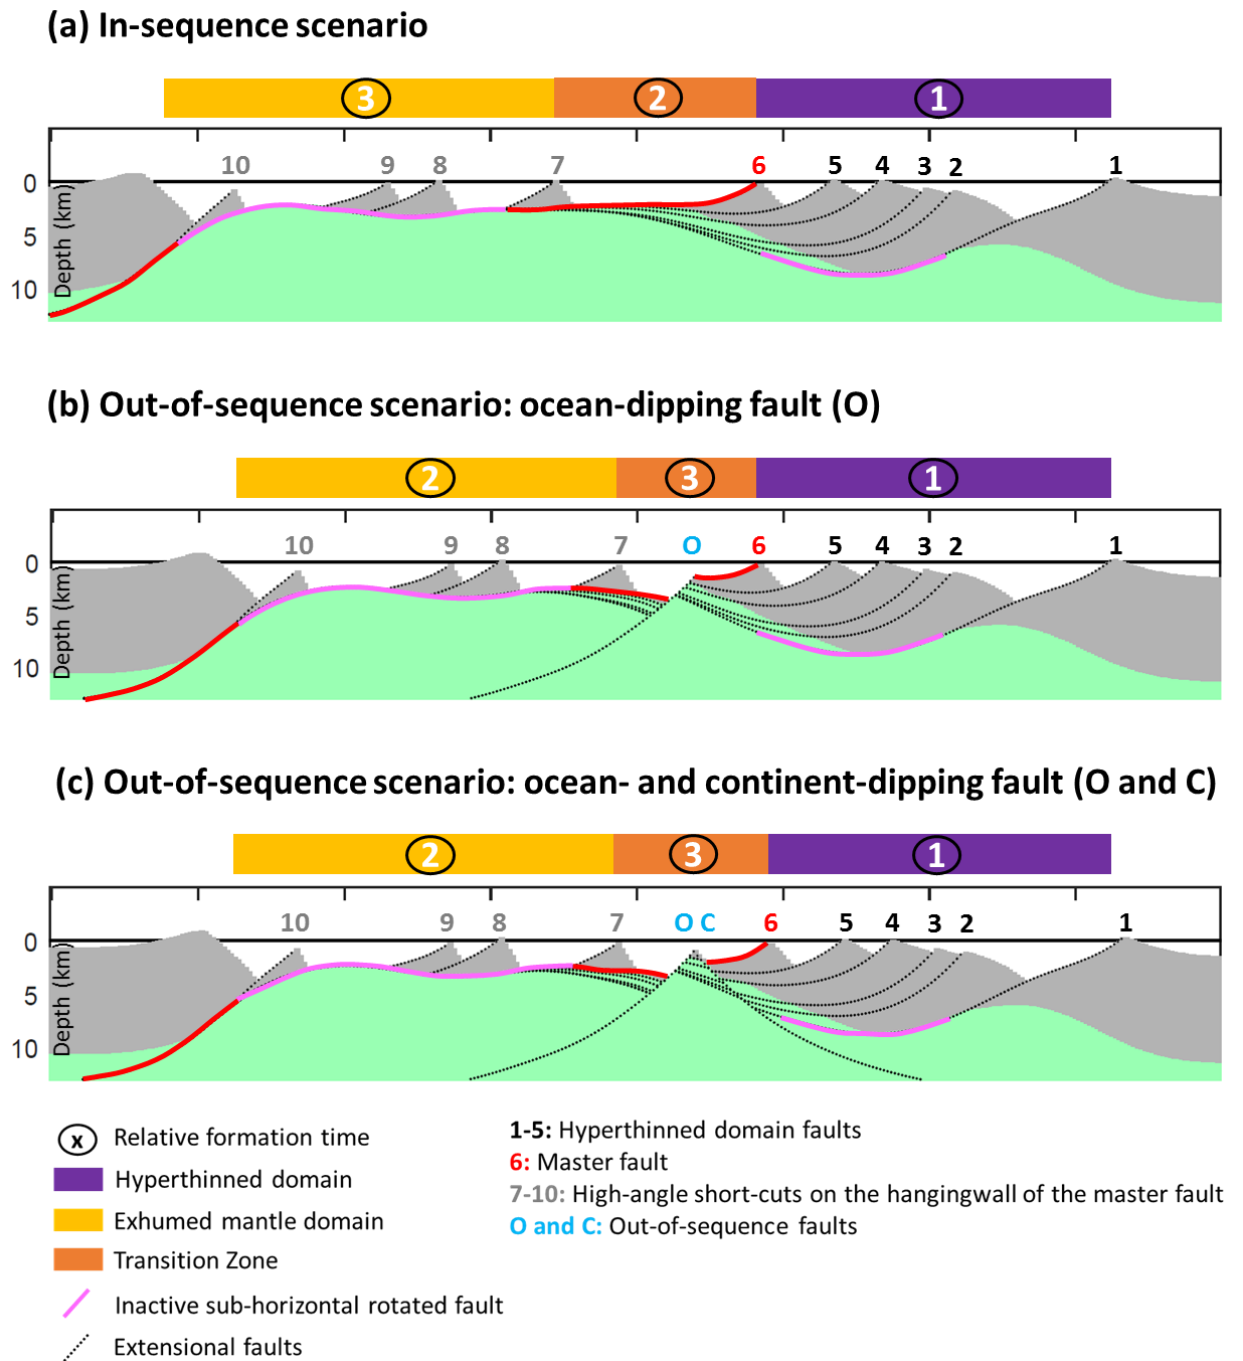 (a) In-sequence scenario
3 2 1
10 9 8 7 6 5 4 3 2 1
0
5
10
Depth (km)
(b) Out-of-sequence scenario: ocean-dipping fault (O)
2 3 1
10 9 8 7 O 6 5 4 3 2 1
0
5
10
Depth (km)
(c) Out-of-sequence scenario: ocean- and continent-dipping fault (O and C)
2 3 1
10 9 8 7 O C 6 5 4 3 2 1
0
5
10
Depth (km)
x Relative formation time
Hyperthinned domain
Exhumed mantle domain
Transition Zone
Inactive sub-horizontal rotated fault
Extensional faults
1-5: Hyperthinned domain faults
6: Master fault
7-10: High-angle short-cuts on the hangingwall of the master fault
O and C: Out-of-sequence faults